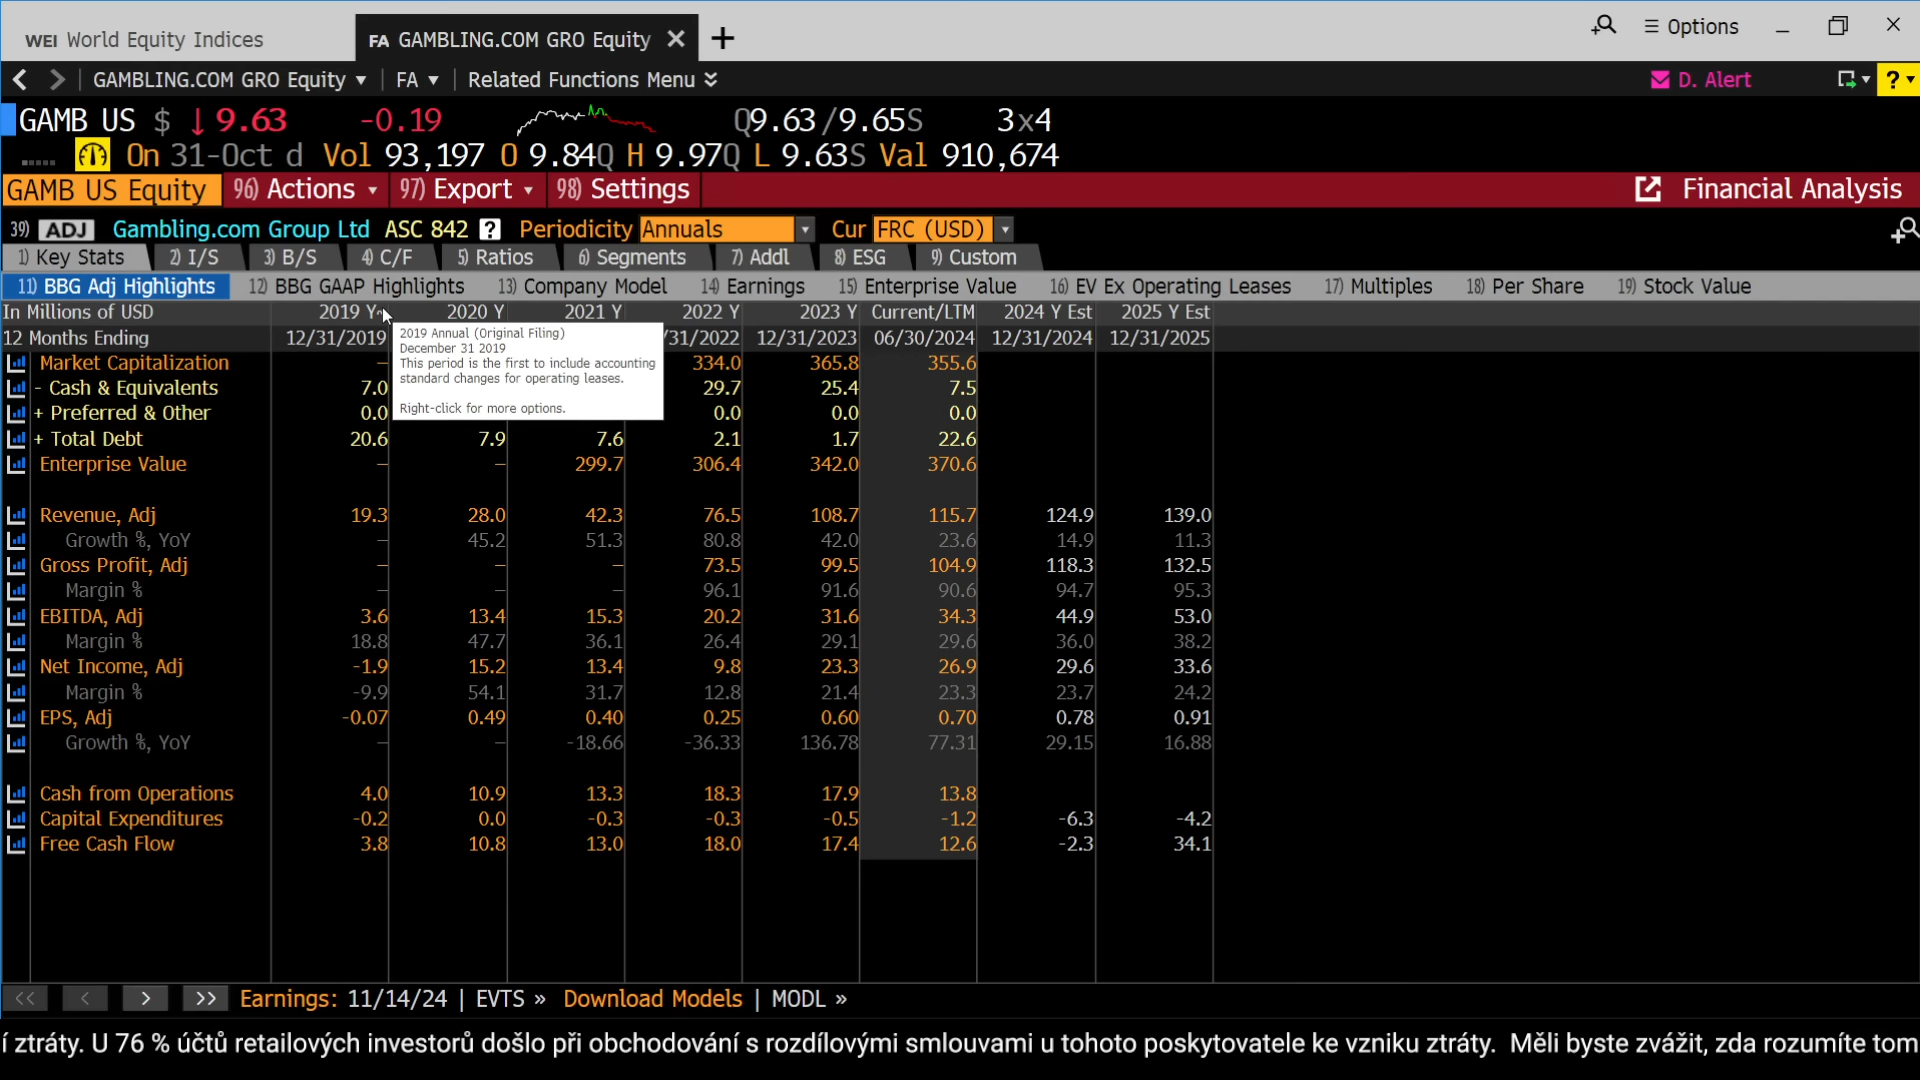 WEI World Equity Indices FA GAMBLING.COM GRO Equity Options
GAMBLING.COM GRO Equity FA Related Functions Menu D. Alert ?
GAMB US $ ↓ 9.63 -0.19 Q9.63/9.65S 3x4
On 31-Oct d Vol 93,197 O 9.84Q H 9.97Q L 9.63S Val 910,674
GAMB US Equity 96) Actions 97) Export 98) Settings Financial Analysis
39) ADJ Gambling.com Group Ltd ASC 842 ? Periodicity Annuals Cur FRC (USD)
1) Key Stats 2) I/S 3) B/S 4) C/F 5) Ratios 6) Segments 7) Addl 8) ESG 9) Custom
11) BBG Adj Highlights 12) BBG GAAP Highlights 13) Company Model 14) Earnings 15) Enterprise Value 16) EV Ex Operating Leases 17) Multiples 18) Per Share 19) Stock Value
In Millions of USD 2019 Y 2020 Y 2021 Y 2022 Y 2023 Y Current/LTM 2024 Y Est 2025 Y Est
12 Months Ending 12/31/2019 /31/2022 12/31/2023 06/30/2024 12/31/2024 12/31/2025
2019 Annual (Original Filing)
December 31 2019
This period is the first to include accounting
standard changes for operating leases.
Right-click for more options.
Market Capitalization – 334.0 365.8 355.6
- Cash & Equivalents 7.0 29.7 25.4 7.5
+ Preferred & Other 0.0 0.0 0.0 0.0
+ Total Debt 20.6 7.9 7.6 2.1 1.7 22.6
Enterprise Value – – 299.7 306.4 342.0 370.6
Revenue, Adj 19.3 28.0 42.3 76.5 108.7 115.7 124.9 139.0
Growth %, YoY – 45.2 51.3 80.8 42.0 23.6 14.9 11.3
Gross Profit, Adj – – – 73.5 99.5 104.9 118.3 132.5
Margin % – – – 96.1 91.6 90.6 94.7 95.3
EBITDA, Adj 3.6 13.4 15.3 20.2 31.6 34.3 44.9 53.0
Margin % 18.8 47.7 36.1 26.4 29.1 29.6 36.0 38.2
Net Income, Adj -1.9 15.2 13.4 9.8 23.3 26.9 29.6 33.6
Margin % -9.9 54.1 31.7 12.8 21.4 23.3 23.7 24.2
EPS, Adj -0.07 0.49 0.40 0.25 0.60 0.70 0.78 0.91
Growth %, YoY – – -18.66 -36.33 136.78 77.31 29.15 16.88
Cash from Operations 4.0 10.9 13.3 18.3 17.9 13.8
Capital Expenditures -0.2 0.0 -0.3 -0.3 -0.5 -1.2 -6.3 -4.2
Free Cash Flow 3.8 10.8 13.0 18.0 17.4 12.6 -2.3 34.1
<< < > >> Earnings: 11/14/24 | EVTS » Download Models | MODL »
í ztráty. U 76 % účtů retailových investorů došlo při obchodování s rozdílovými smlouvami u tohoto poskytovatele ke vzniku ztráty. Měli byste zvážit, zda rozumíte tom